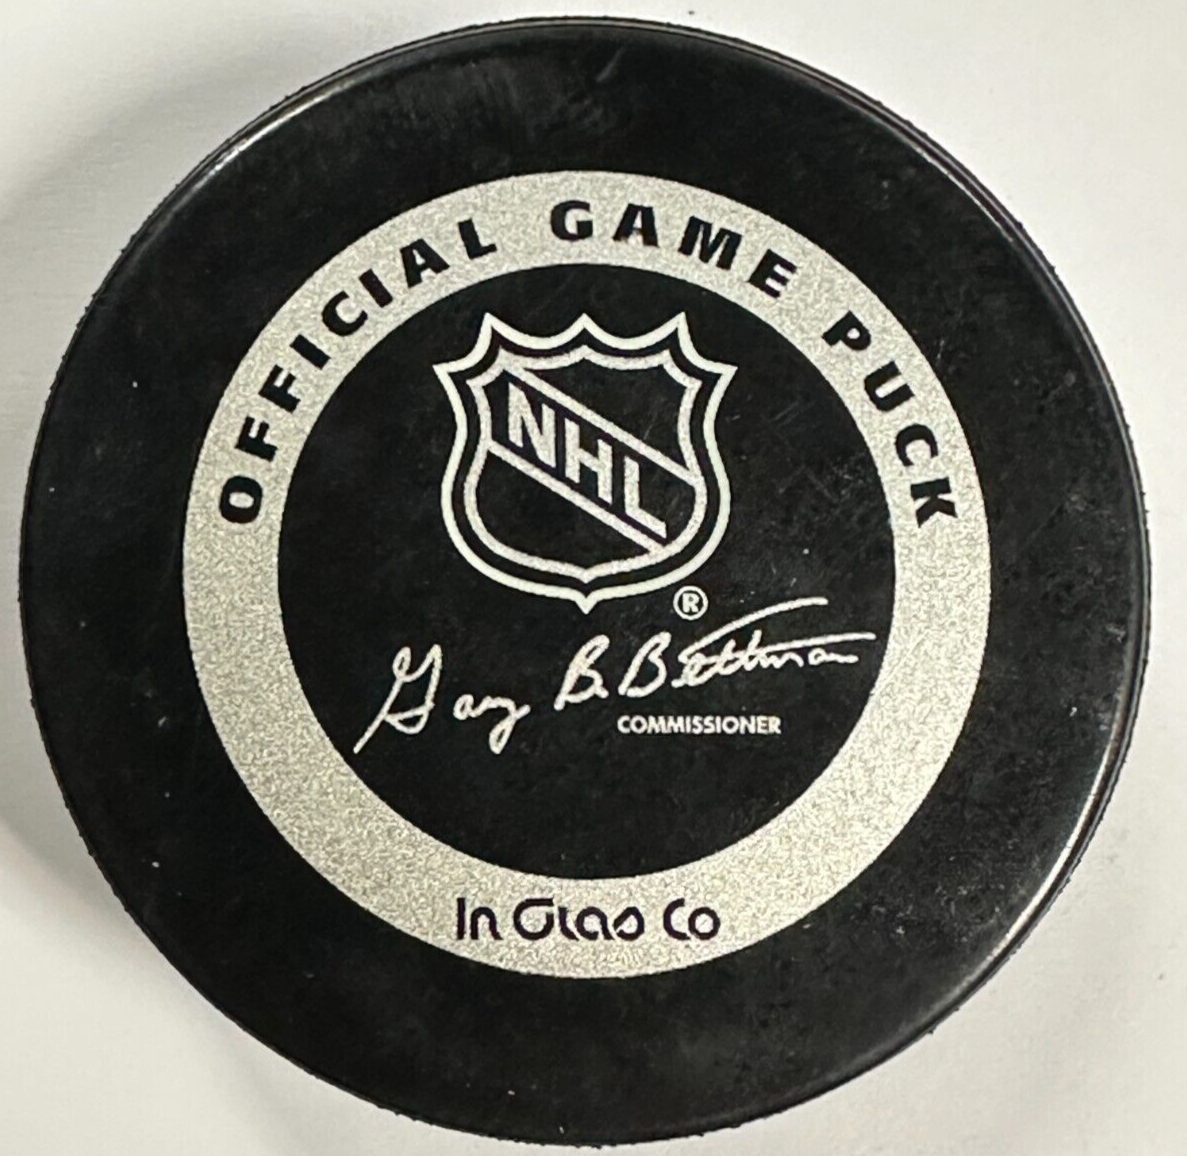 OFFICIAL GAME PUCK
NHL
®
Gary B. Bettman
COMMISSIONER
In Glas Co